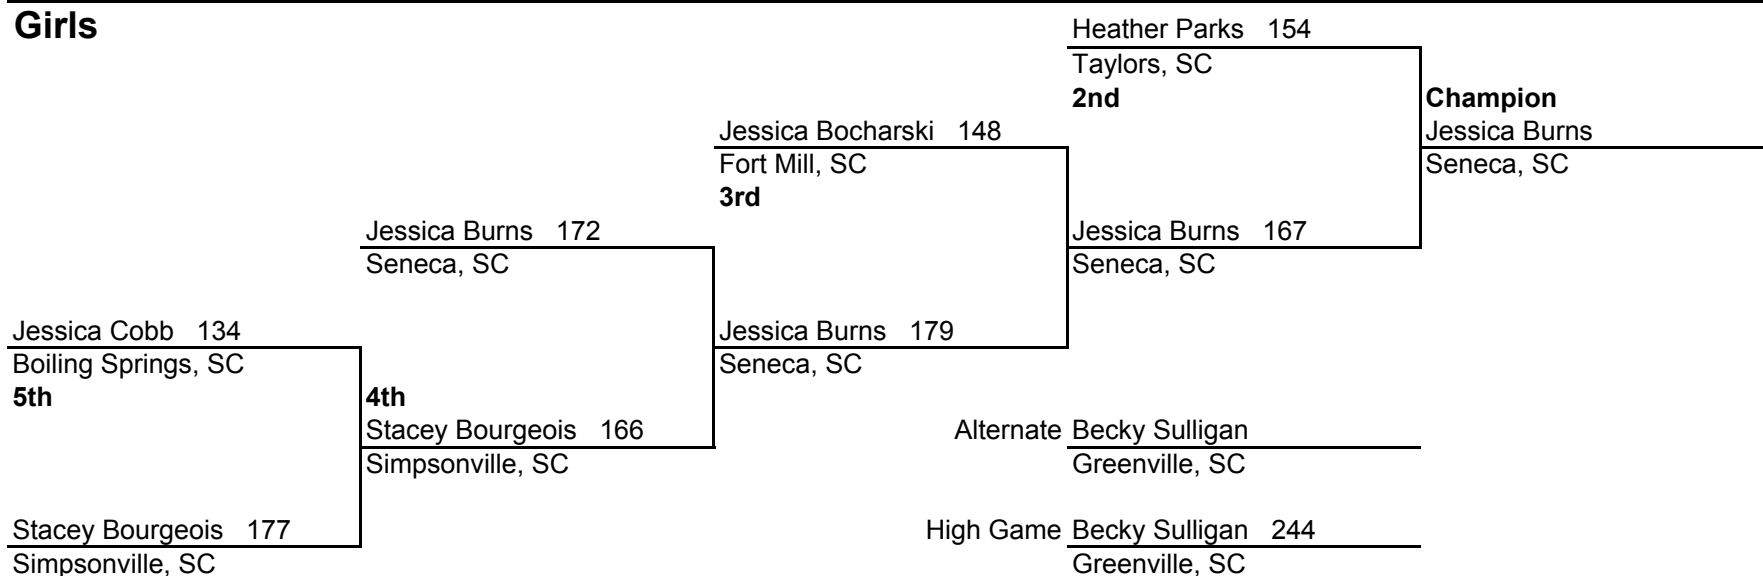 Girls
Heather Parks 154
Taylors, SC
2nd
Champion
Jessica Bocharski 148
Jessica Burns
Fort Mill, SC
Seneca, SC
3rd
Jessica Burns 172
Jessica Burns 167
Seneca, SC
Seneca, SC
Jessica Cobb 134
Jessica Burns 179
Boiling Springs, SC
Seneca, SC
5th
4th
Stacey Bourgeois 166
Alternate Becky Sulligan
Simpsonville, SC
Greenville, SC
Stacey Bourgeois 177
High Game Becky Sulligan 244
Simpsonville, SC
Greenville, SC